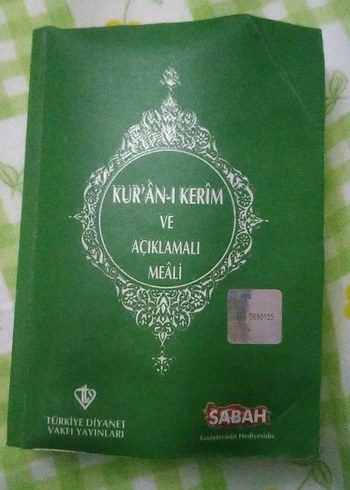 KUR'ÂN-I KERÎM
VE
AÇIKLAMALI
MEÂLİ
TÜRKİYE DİYANET
VAKFI YAYINLARI
SABAH
Gazetesinin Hediyesidir.